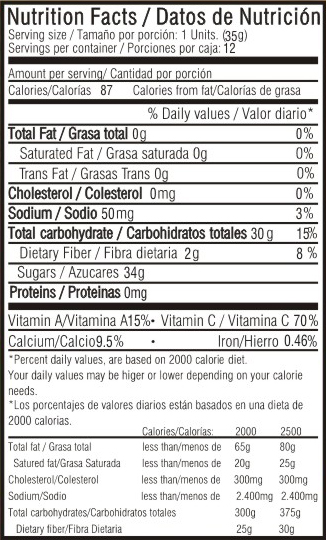 Nutrition Facts / Datos de Nutrición
Serving size / Tamaño por porción: 1 Units. (35g)
Servings per container / Porciones por caja: 12
Amount per serving/ Cantidad por porción
Calories/Calorías 87 Calories from fat/Calorías de grasa
% Daily values / Valor diario*
Total Fat / Grasa total 0g 0%
Saturated Fat / Grasa saturada 0g 0%
Trans Fat / Grasas Trans 0g 0%
Cholesterol / Colesterol 0mg 0%
Sodium / Sodio 50mg 3%
Total carbohydrate / Carbohidratos totales 30g 15%
Dietary Fiber / Fibra dietaria 2g 8%
Sugars / Azucares 34g
Proteins / Proteinas 0mg
Vitamin A/Vitamina A15%• Vitamin C / Vitamina C 70%
Calcium/Calcio9.5% • Iron/Hierro 0.46%
*Percent daily values, are based on 2000 calorie diet.
Your daily values may be higer or lower depending on your calorie
needs.
*Los porcentajes de valores diarios están basados en una dieta de
2000 calorias.
Calories/Calorías: 2000 2500
Total fat / Grasa total less than/menos de 65g 80g
Satured fat/Grasa Saturada less than/menos de 20g 25g
Cholesterol/Colesterol less than/menos de 300mg 300mg
Sodium/Sodio less than/menos de 2.400mg 2.400mg
Total carbohydrates/Carbohidratos totales 300g 375g
Dietary fiber/Fibra Dietaria 25g 30g